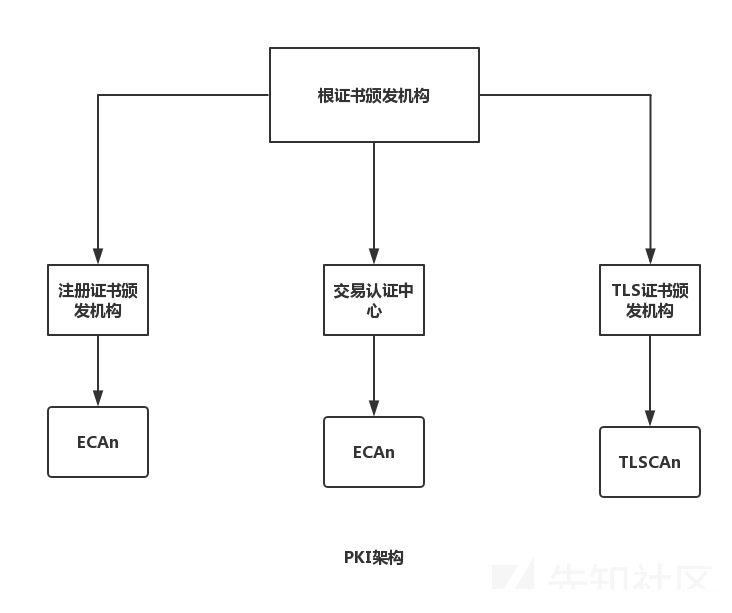 根证书颁发机构
注册证书颁
发机构
交易认证中
心
TLS证书颁
发机构
ECAn
ECAn
TLSCAn
PKI架构
先知社区